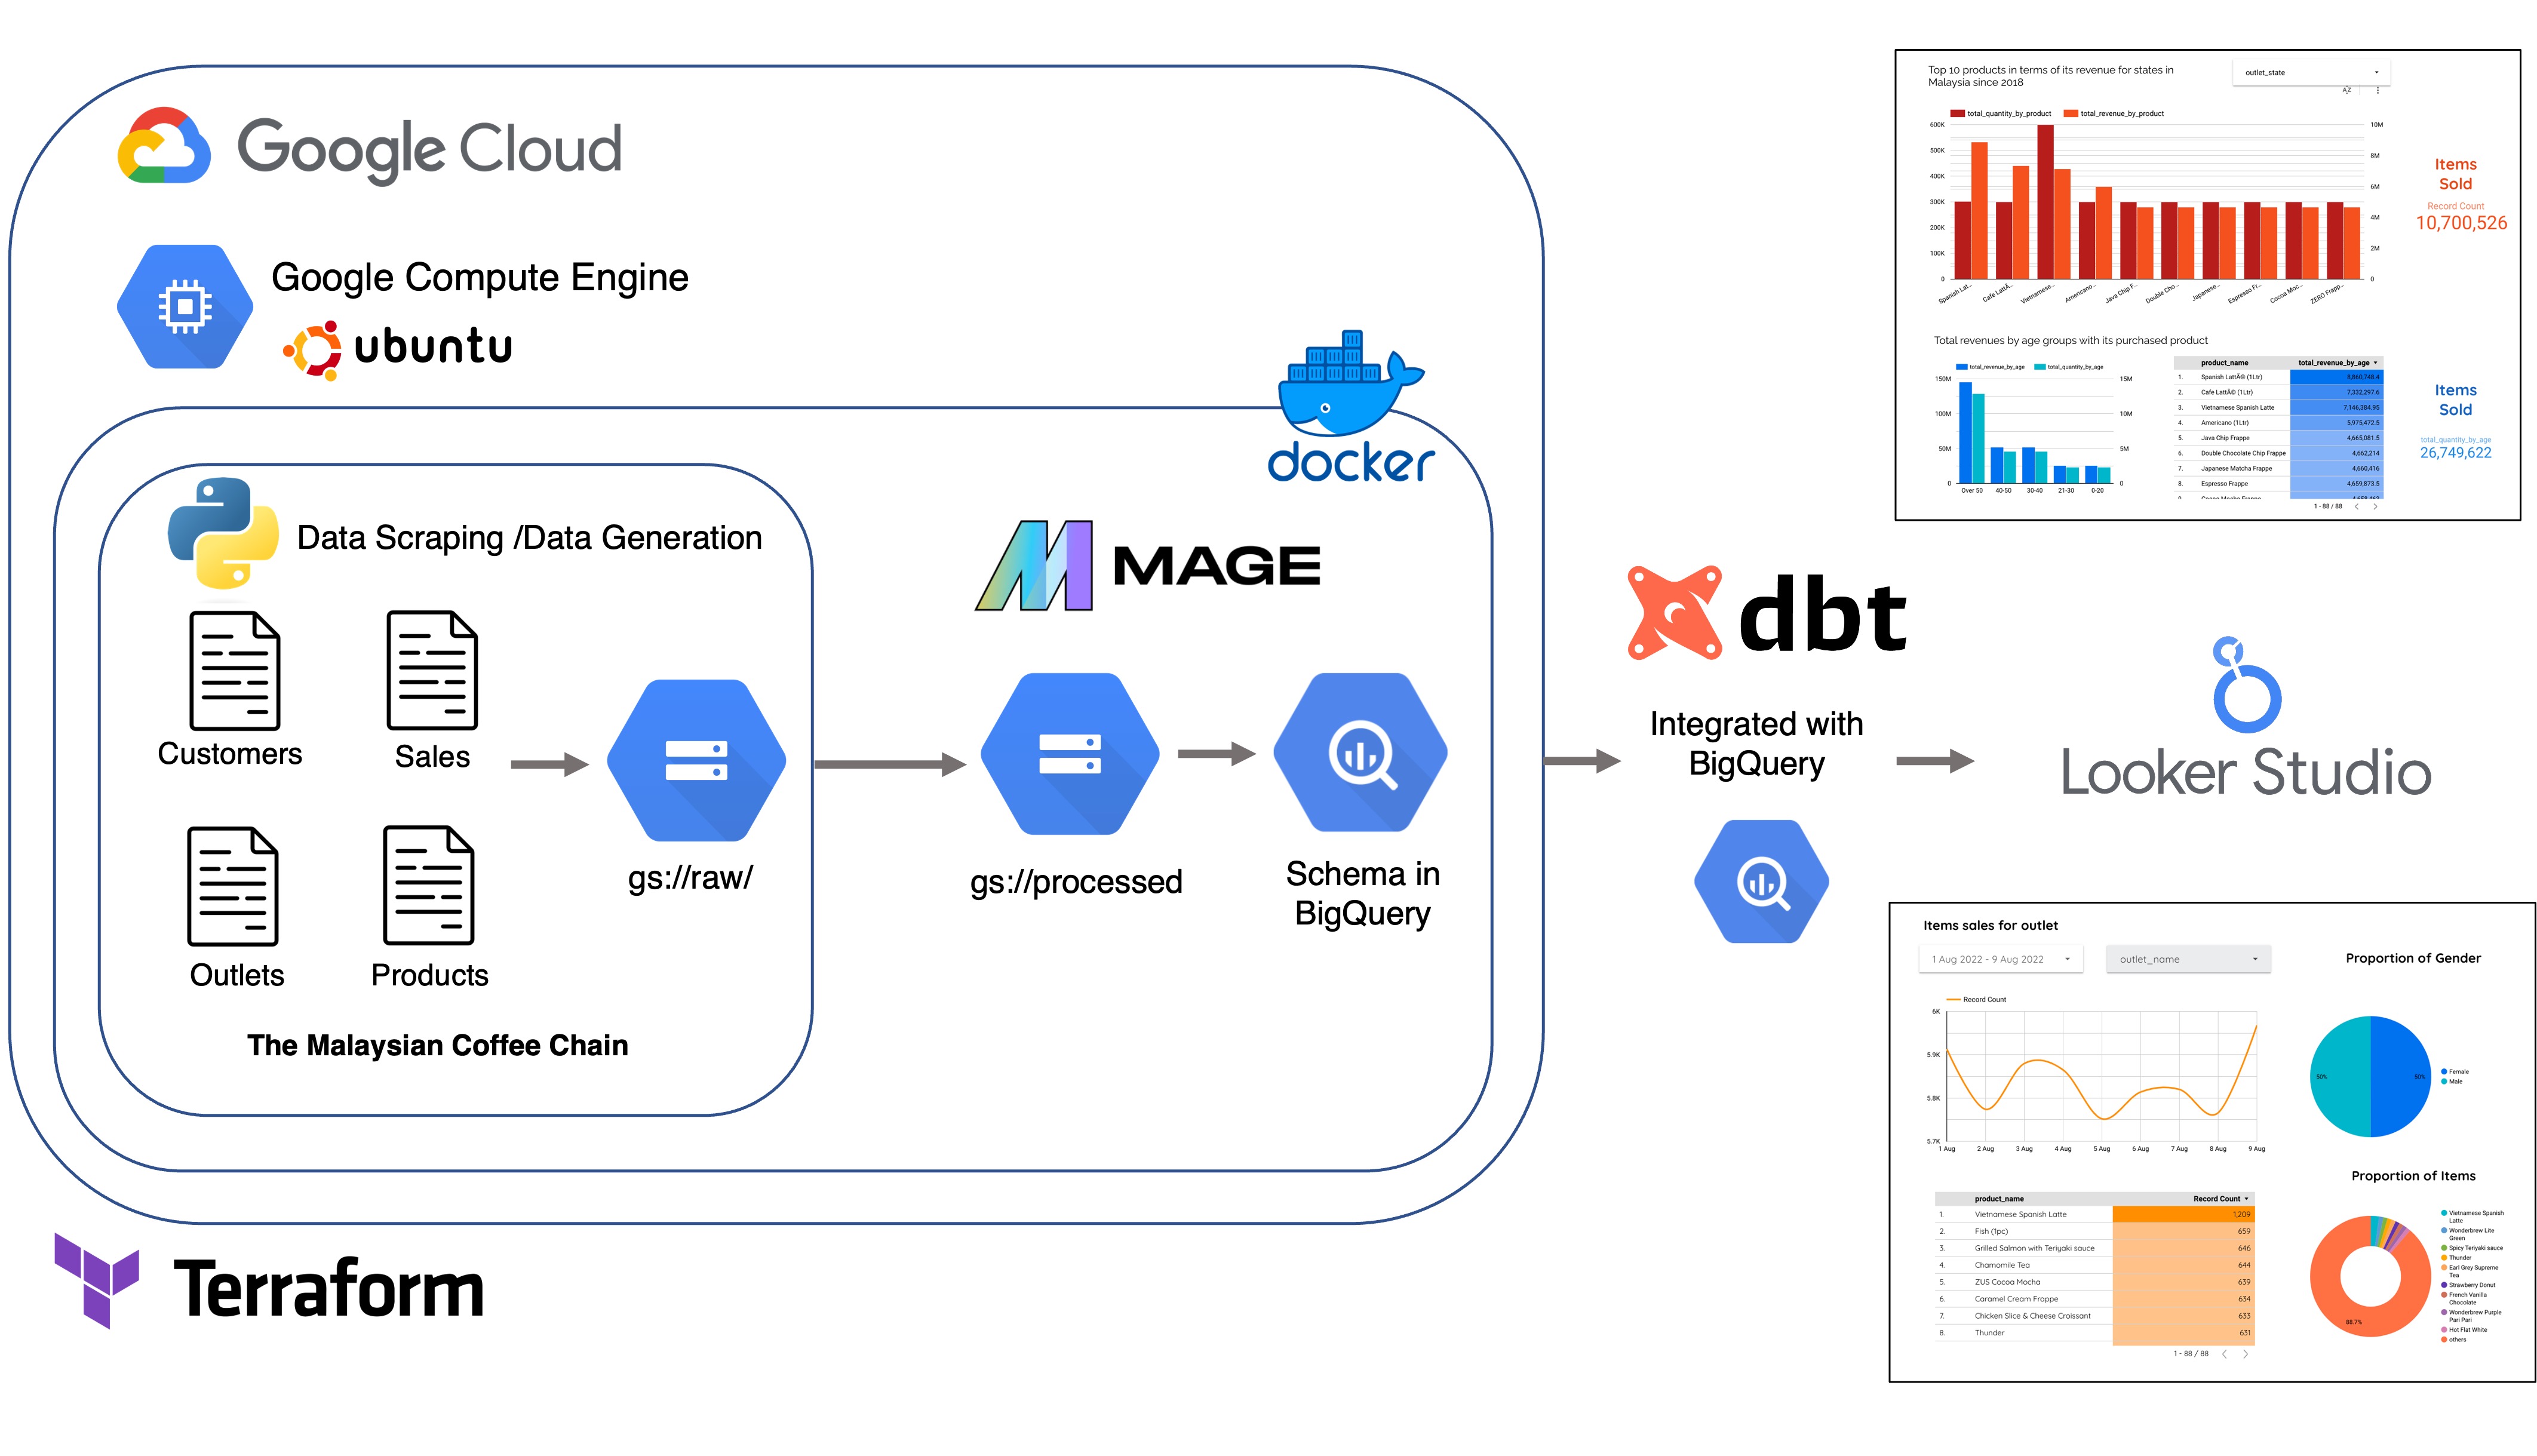 Google Cloud
Google Compute Engine
ubuntu
docker
Data Scraping /Data Generation
MAGE
Customers
Sales
Outlets
Products
gs://raw/
gs://processed
Schema in
BigQuery
The Malaysian Coffee Chain
Terraform
dbt
Integrated with
BigQuery
Looker Studio
Top 10 products in terms of its revenue for states in
Malaysia since 2018
outlet_state
AZ
total_quantity_by_product
total_revenue_by_product
600K
500K
400K
300K
200K
100K
0
10M
8M
6M
4M
2M
0
Spanish Lat...
Cafe LattÃ...
Vietnamese...
Americano...
Java Chip F...
Double Cho...
Japanese...
Espresso Fr...
Cocoa Moc...
ZERO Frapp...
Items
Sold
Record Count
10,700,526
Total revenues by age groups with its purchased product
total_revenue_by_age
total_quantity_by_age
150M
100M
50M
0
15M
10M
5M
0
Over 50
40-50
30-40
21-30
0-20
product_name total_revenue_by_age
1. Spanish LattÃ© (1Ltr) 8,860,748.4
2. Cafe LattÃ© (1Ltr) 7,332,297.6
3. Vietnamese Spanish Latte 7,146,384.95
4. Americano (1Ltr) 5,975,472.5
5. Java Chip Frappe 4,665,081.5
6. Double Chocolate Chip Frappe 4,662,214
7. Japanese Matcha Frappe 4,660,416
8. Espresso Frappe 4,659,873.5
1 - 88 / 88
Items
Sold
total_quantity_by_age
26,749,622
Items sales for outlet
1 Aug 2022 - 9 Aug 2022
outlet_name
Record Count
6K
5.9K
5.8K
5.7K
1 Aug
2 Aug
3 Aug
4 Aug
5 Aug
6 Aug
7 Aug
8 Aug
9 Aug
Proportion of Gender
50%
50%
Female
Male
product_name Record Count
1. Vietnamese Spanish Latte 1,209
2. Fish (1pc) 659
3. Grilled Salmon with Teriyaki sauce 646
4. Chamomile Tea 644
5. ZUS Cocoa Mocha 639
6. Caramel Cream Frappe 634
7. Chicken Slice & Cheese Croissant 633
8. Thunder 631
1 - 88 / 88
Proportion of Items
88.7%
Vietnamese Spanish
Latte
Wonderbrew Lite
Green
Spicy Teriyaki sauce
Thunder
Earl Grey Supreme
Tea
Strawberry Donut
French Vanilla
Chocolate
Wonderbrew Purple
Pari Pari
Hot Flat White
others